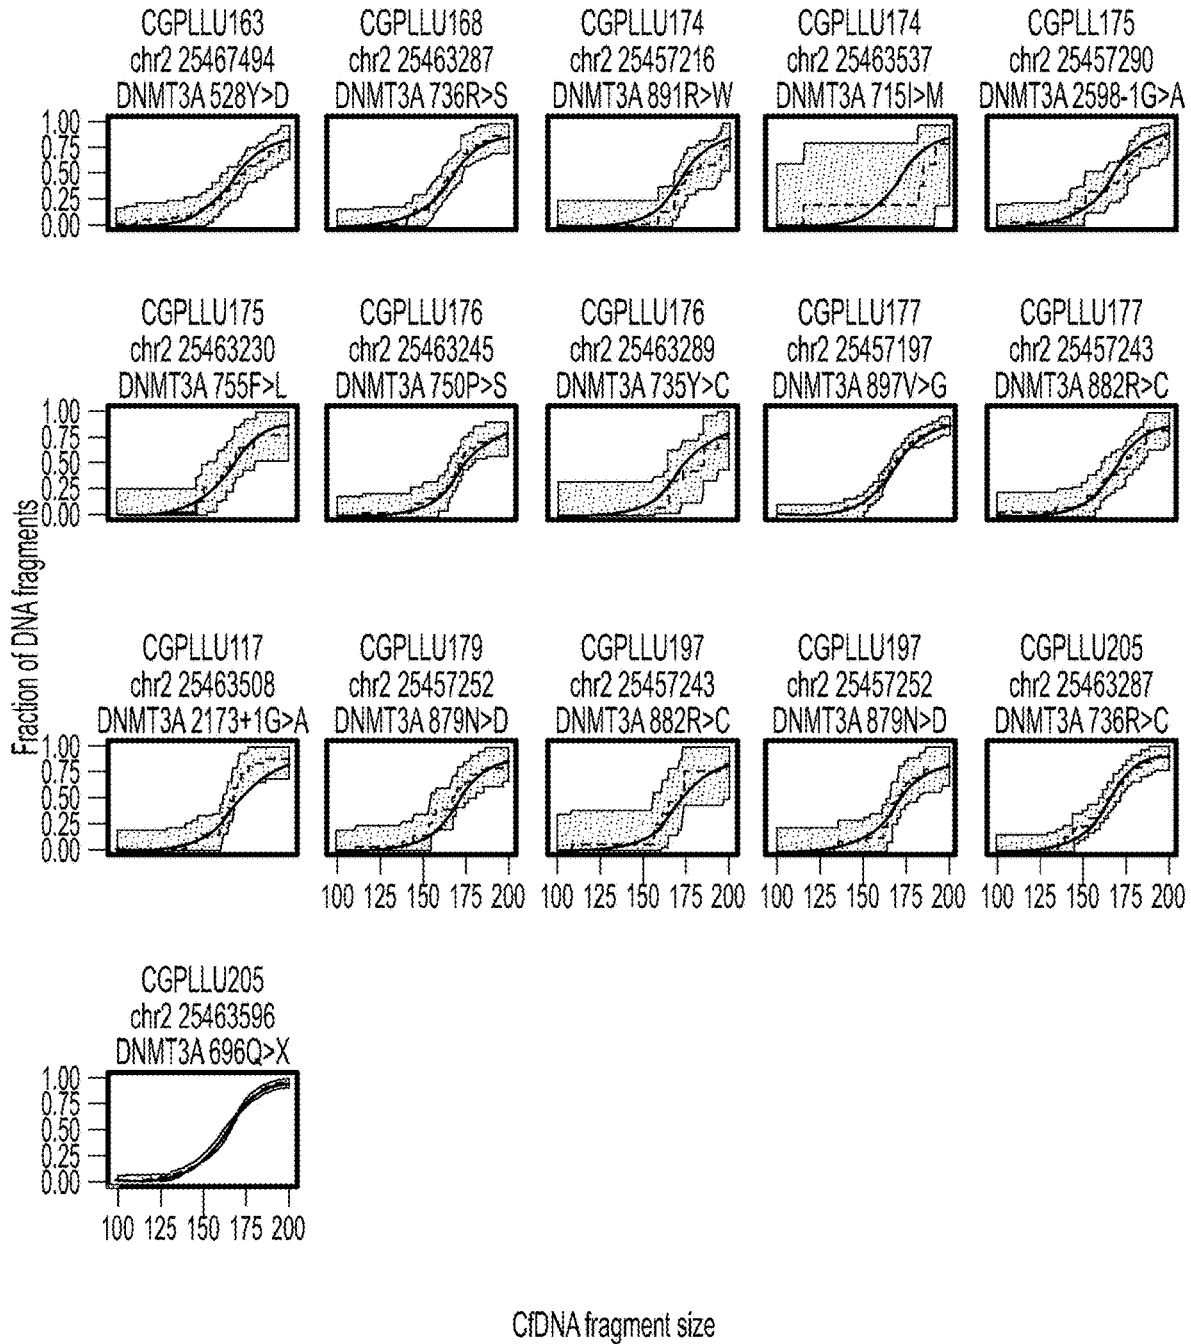 CGPLLU163
chr2 25467494
DNMT3A 528Y>D
CGPLLU168
chr2 25463287
DNMT3A 736R>S
CGPLLU174
chr2 25457216
DNMT3A 891R>W
CGPLLU174
chr2 25463537
DNMT3A 715I>M
CGPLL175
chr2 25457290
DNMT3A 2598-1G>A
1.00
0.75
0.50
0.25
0.00
CGPLLU175
chr2 25463230
DNMT3A 755F>L
CGPLLU176
chr2 25463245
DNMT3A 750P>S
CGPLLU176
chr2 25463289
DNMT3A 735Y>C
CGPLLU177
chr2 25457197
DNMT3A 897V>G
CGPLLU177
chr2 25457243
DNMT3A 882R>C
1.00
0.75
0.50
0.25
0.00
Fraction of DNA fragments
CGPLLU117
chr2 25463508
DNMT3A 2173+1G>A
CGPLLU179
chr2 25457252
DNMT3A 879N>D
CGPLLU197
chr2 25457243
DNMT3A 882R>C
CGPLLU197
chr2 25457252
DNMT3A 879N>D
CGPLLU205
chr2 25463287
DNMT3A 736R>C
1.00
0.75
0.50
0.25
0.00
100 125 150 175 200
100 125 150 175 200
100 125 150 175 200
100 125 150 175 200
CGPLLU205
chr2 25463596
DNMT3A 696Q>X
1.00
0.75
0.50
0.25
0.00
100 125 150 175 200
CfDNA fragment size